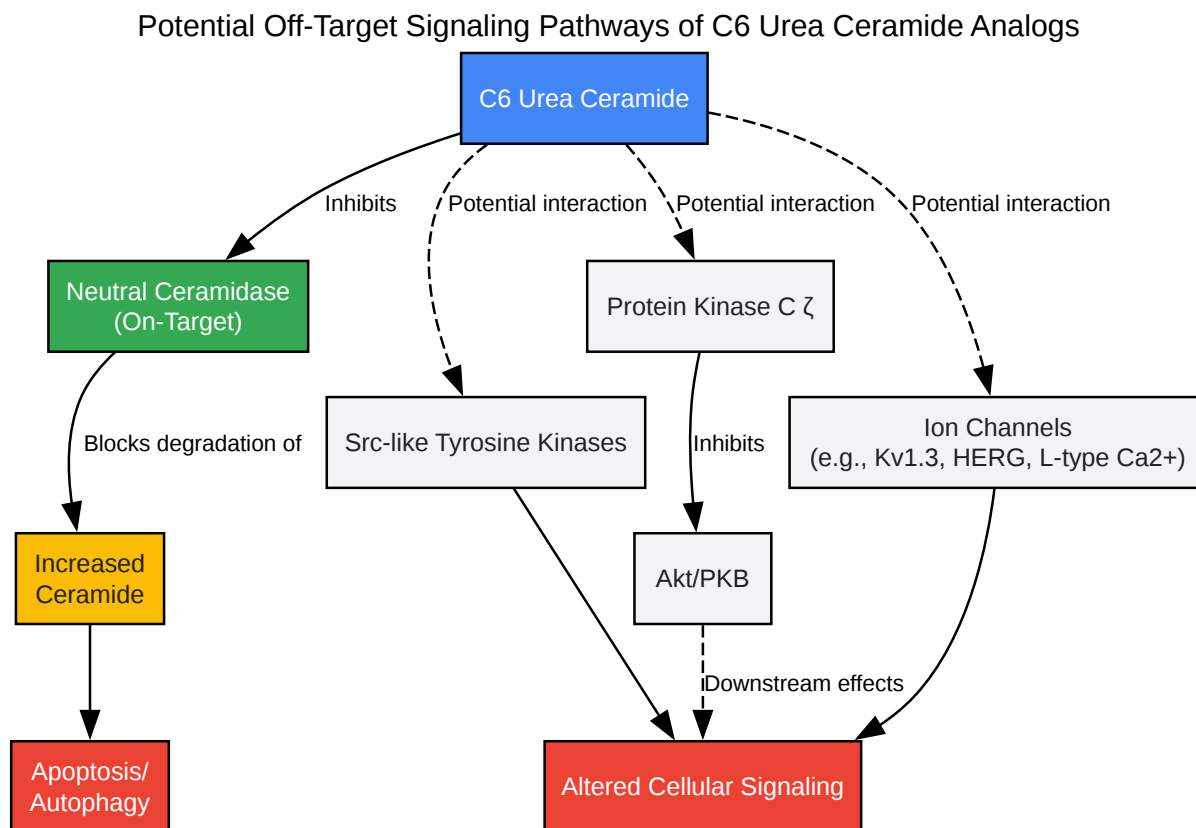 Potential Off-Target Signaling Pathways of C6 Urea Ceramide Analogs
C6 Urea Ceramide
Inhibits
Potential interaction
Potential interaction
Potential interaction
Neutral Ceramidase
(On-Target)
Protein Kinase C ζ
Blocks degradation of
Src-like Tyrosine Kinases
Inhibits
Ion Channels
(e.g., Kv1.3, HERG, L-type Ca2+)
Increased
Ceramide
Akt/PKB
Downstream effects
Apoptosis/
Autophagy
Altered Cellular Signaling